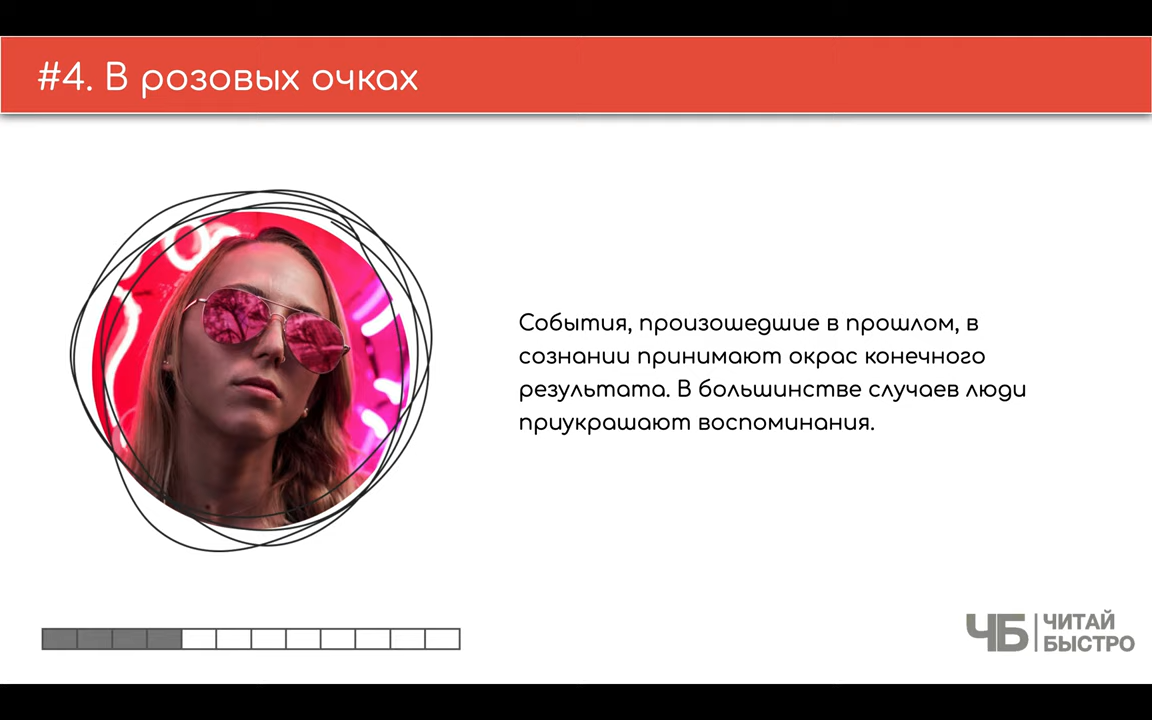 #4. В розовых очках
События, произошедшие в прошлом, в
сознании принимают окрас конечного
результата. В большинстве случаев люди
приукрашают воспоминания.
ЧБ
ЧИТАЙ
БЫСТРО